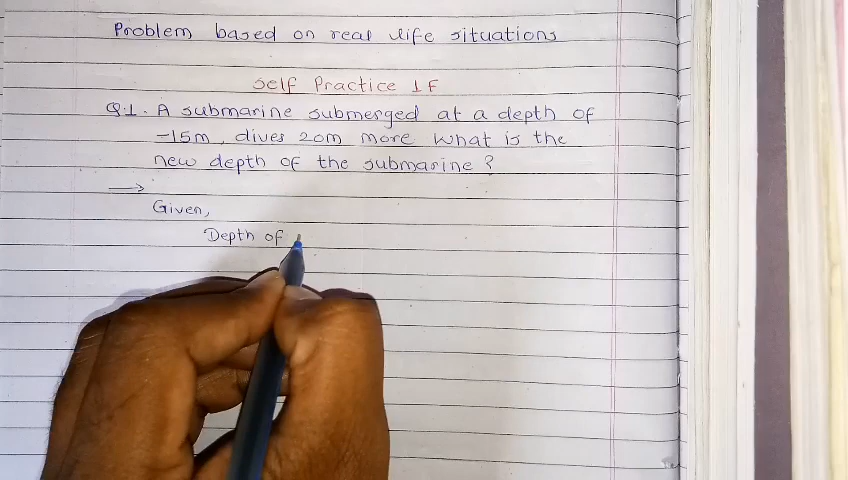 Problem based on real life situations
Self Practice 1F
Q.1. A submarine submerged at a depth of
-15m, dives 20m more what is the
new depth of the submarine?
Given,
Depth of